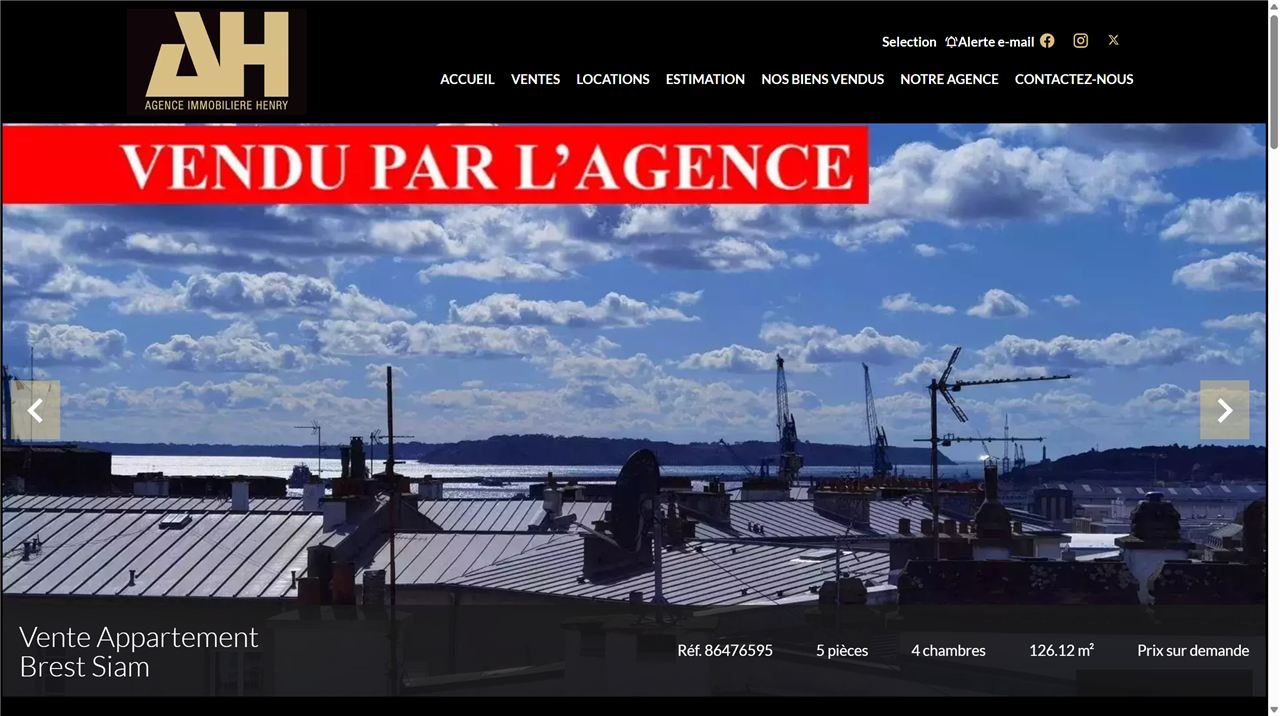 AH
AGENCE IMMOBILIERE HENRY
Selection Alerte e-mail
ACCUEIL VENTES LOCATIONS ESTIMATION NOS BIENS VENDUS NOTRE AGENCE CONTACTEZ-NOUS
VENDU PAR L’AGENCE
Vente Appartement
Brest Siam
Réf. 86476595 5 pièces 4 chambres 126.12 m² Prix sur demande